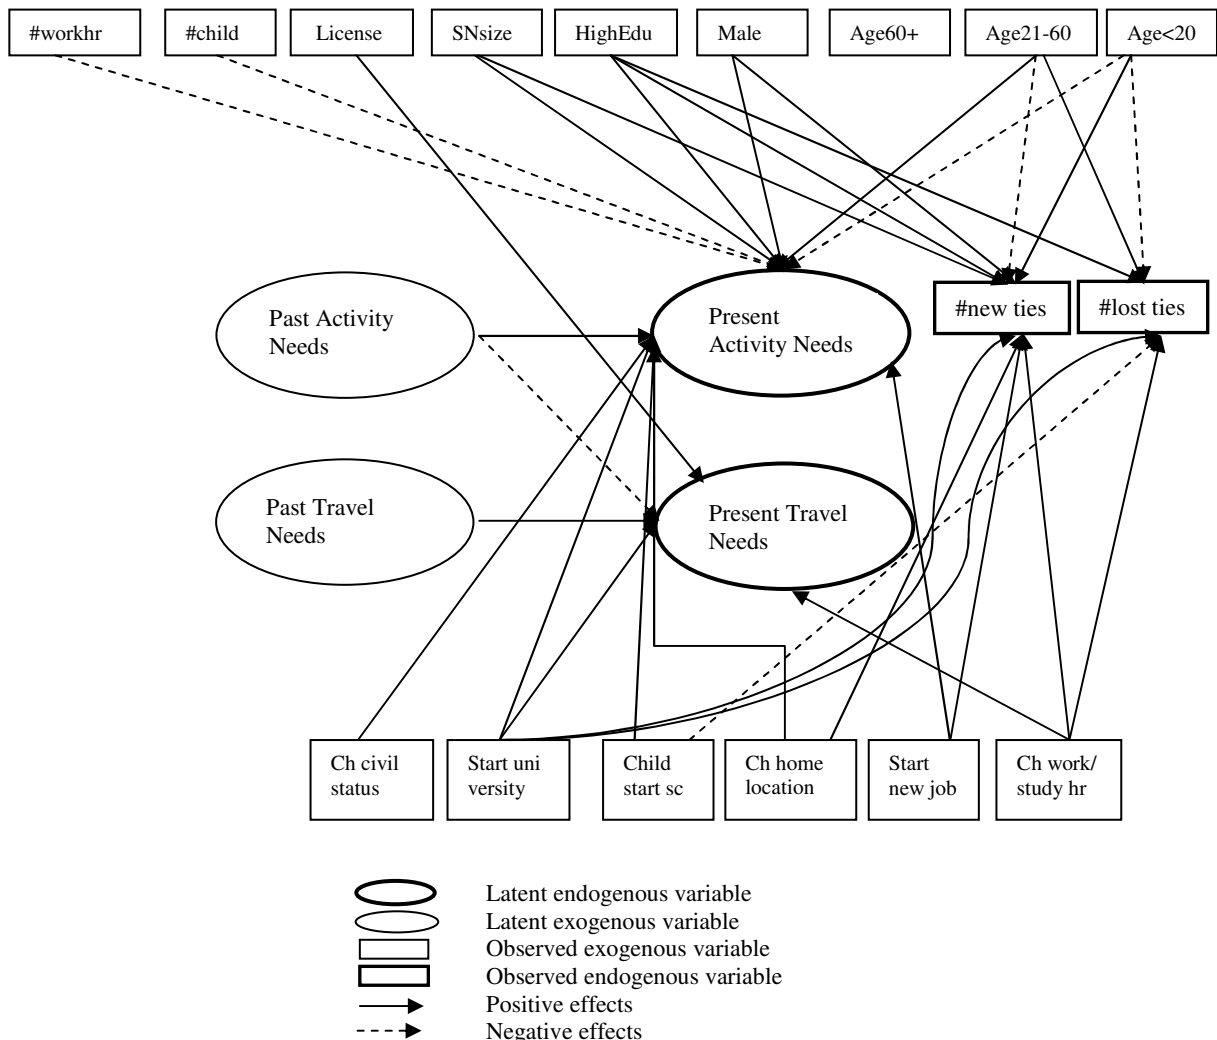 #workhr
#child
License
SNsize
HighEdu
Male
Age60+
Age21-60
Age<20
Past Activity
Needs
Present
Activity Needs
#new ties
#lost ties
Past Travel
Needs
Present Travel
Needs
Ch civil
status
Start uni
versity
Child
start sc
Ch home
location
Start
new job
Ch work/
study hr
Latent endogenous variable
Latent exogenous variable
Observed exogenous variable
Observed endogenous variable
Positive effects
Negative effects